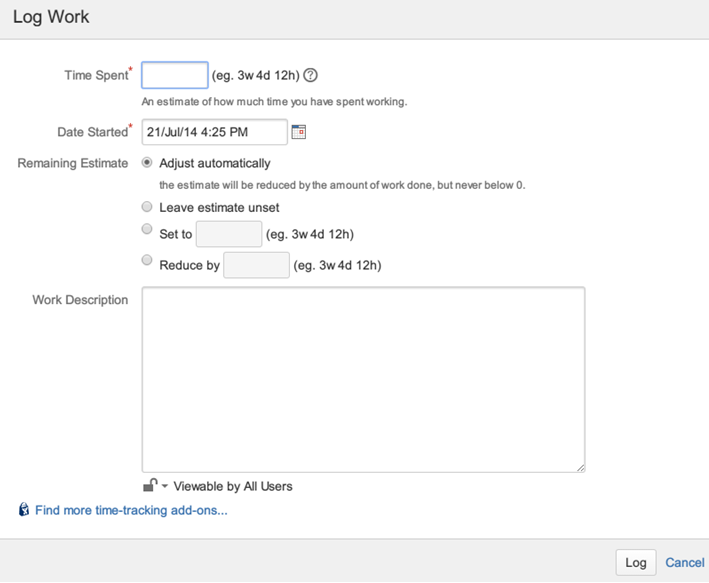 Log Work
Time Spent* (eg. 3w 4d 12h) ?
An estimate of how much time you have spent working.
Date Started* 21/Jul/14 4:25 PM
Remaining Estimate Adjust automatically
the estimate will be reduced by the amount of work done, but never below 0.
Leave estimate unset
Set to (eg. 3w 4d 12h)
Reduce by (eg. 3w 4d 12h)
Work Description
Viewable by All Users
Find more time-tracking add-ons...
Log Cancel